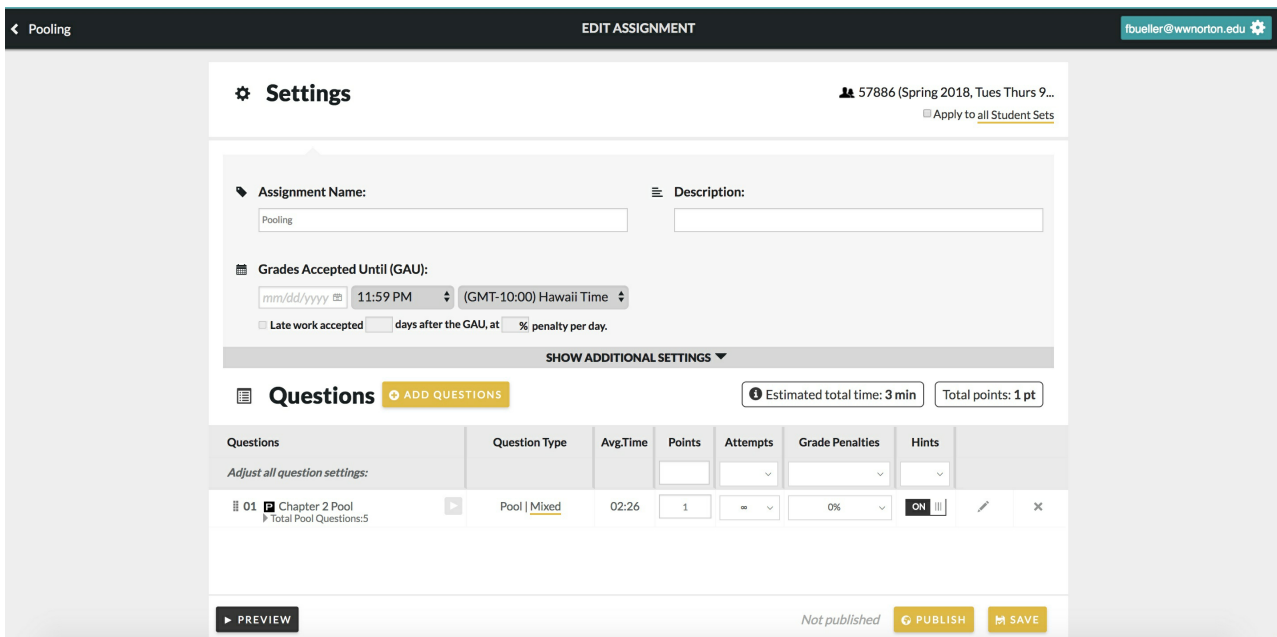 Pooling
EDIT ASSIGNMENT
fbueller@wwnorton.edu
Settings
57886 (Spring 2018, Tues Thurs 9...
Apply to all Student Sets
Assignment Name:
Description:
Pooling
Grades Accepted Until (GAU):
mm/dd/yyyy 11:59 PM (GMT-10:00) Hawaii Time
Late work accepted days after the GAU, at % penalty per day.
SHOW ADDITIONAL SETTINGS
Questions ADD QUESTIONS Estimated total time: 3 min Total points: 1 pt
Questions Question Type Avg.Time Points Attempts Grade Penalties Hints
Adjust all question settings:
01 P Chapter 2 Pool Pool | Mixed 02:26 1 ∞ 0% ON
Total Pool Questions:5
PREVIEW Not published PUBLISH SAVE